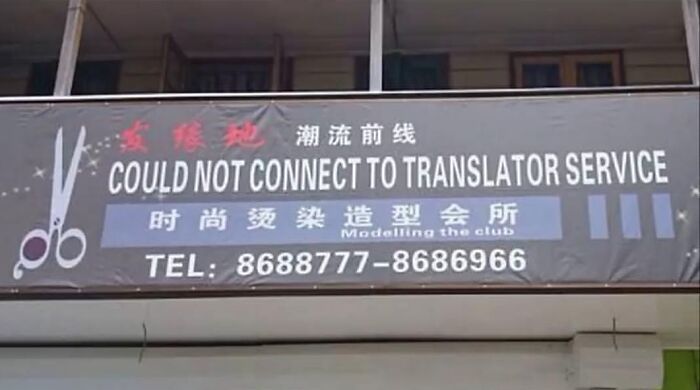 发缘地 潮流前线
COULD NOT CONNECT TO TRANSLATOR SERVICE
时尚烫染造型会所
Modelling the club
TEL: 8688777-8686966